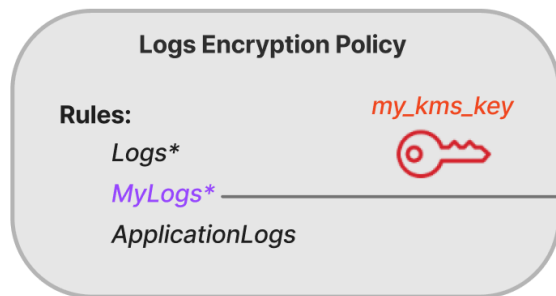 Logs Encryption Policy
Rules:
my_kms_key
Logs*
MyLogs*
ApplicationLogs